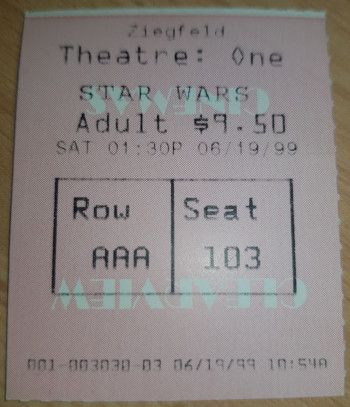 Ziegfeld
Theatre: One
STAR WARS
CINEMAS
Adult $9.50
SAT 01:30P 06/19/99
Row Seat
AAA 103
CLEARVIEW
001-003030-03 06/19/99 10:54A